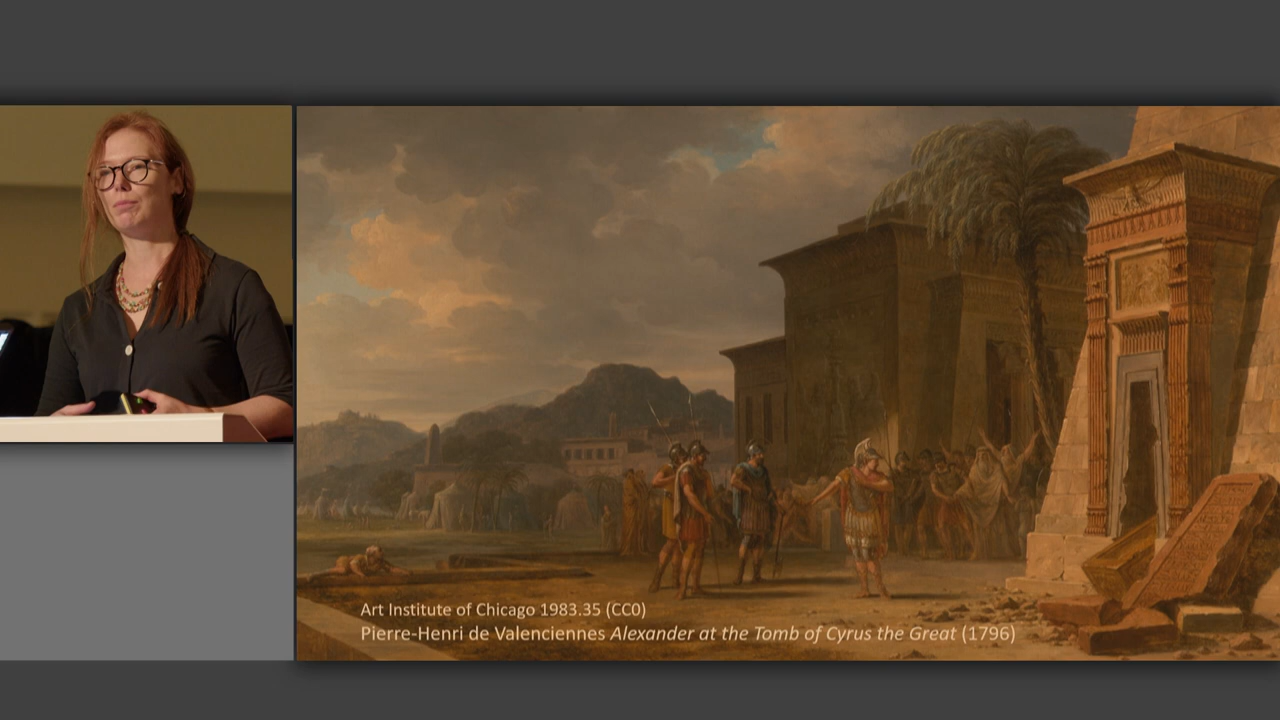 Art Institute of Chicago 1983.35 (CC0)
Pierre-Henri de Valenciennes Alexander at the Tomb of Cyrus the Great (1796)